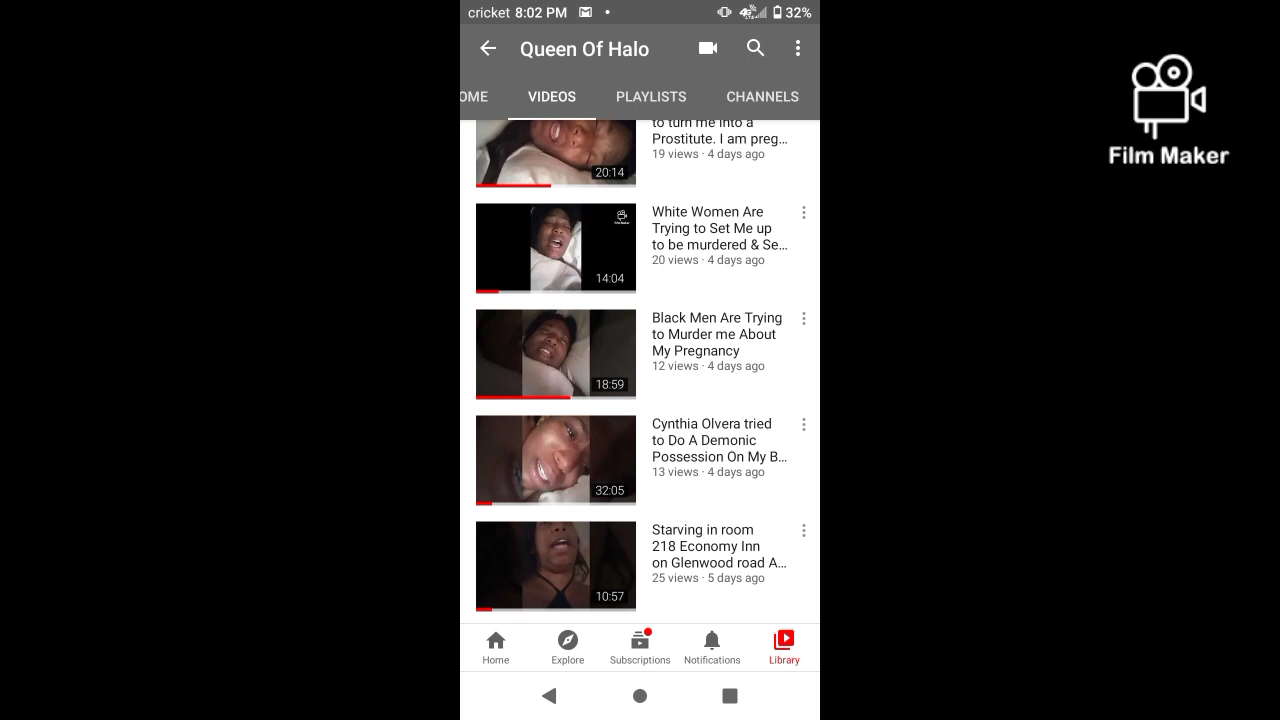 cricket 8:02 PM
32%
Queen Of Halo
OME VIDEOS PLAYLISTS CHANNELS
to turn me into a
Prostitute. I am preg...
19 views · 4 days ago
20:14
White Women Are
Trying to Set Me up
to be murdered & Se...
20 views · 4 days ago
14:04
Black Men Are Trying
to Murder me About
My Pregnancy
12 views · 4 days ago
18:59
Cynthia Olvera tried
to Do A Demonic
Possession On My B...
13 views · 4 days ago
32:05
Starving in room
218 Economy Inn
on Glenwood road A...
25 views · 5 days ago
10:57
Home Explore Subscriptions Notifications Library
Film Maker